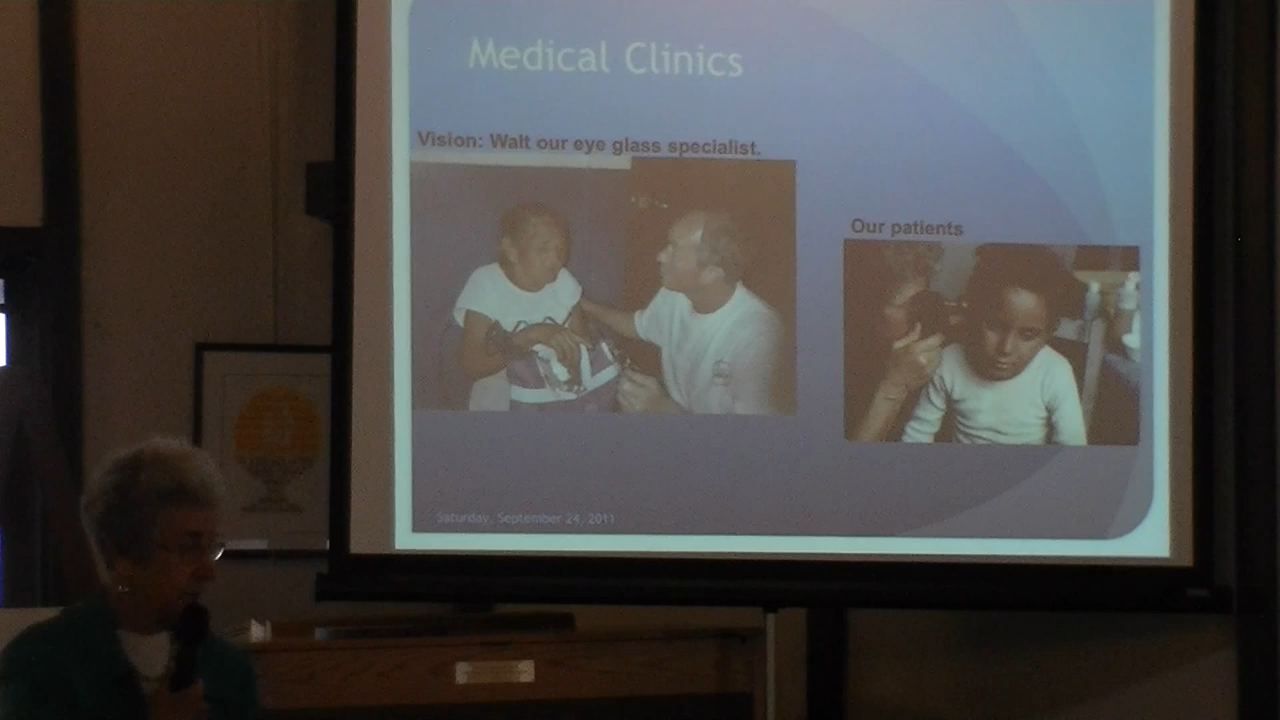 Medical Clinics
Vision: Walt our eye glass specialist.
Our patients
Saturday, September 24, 2011